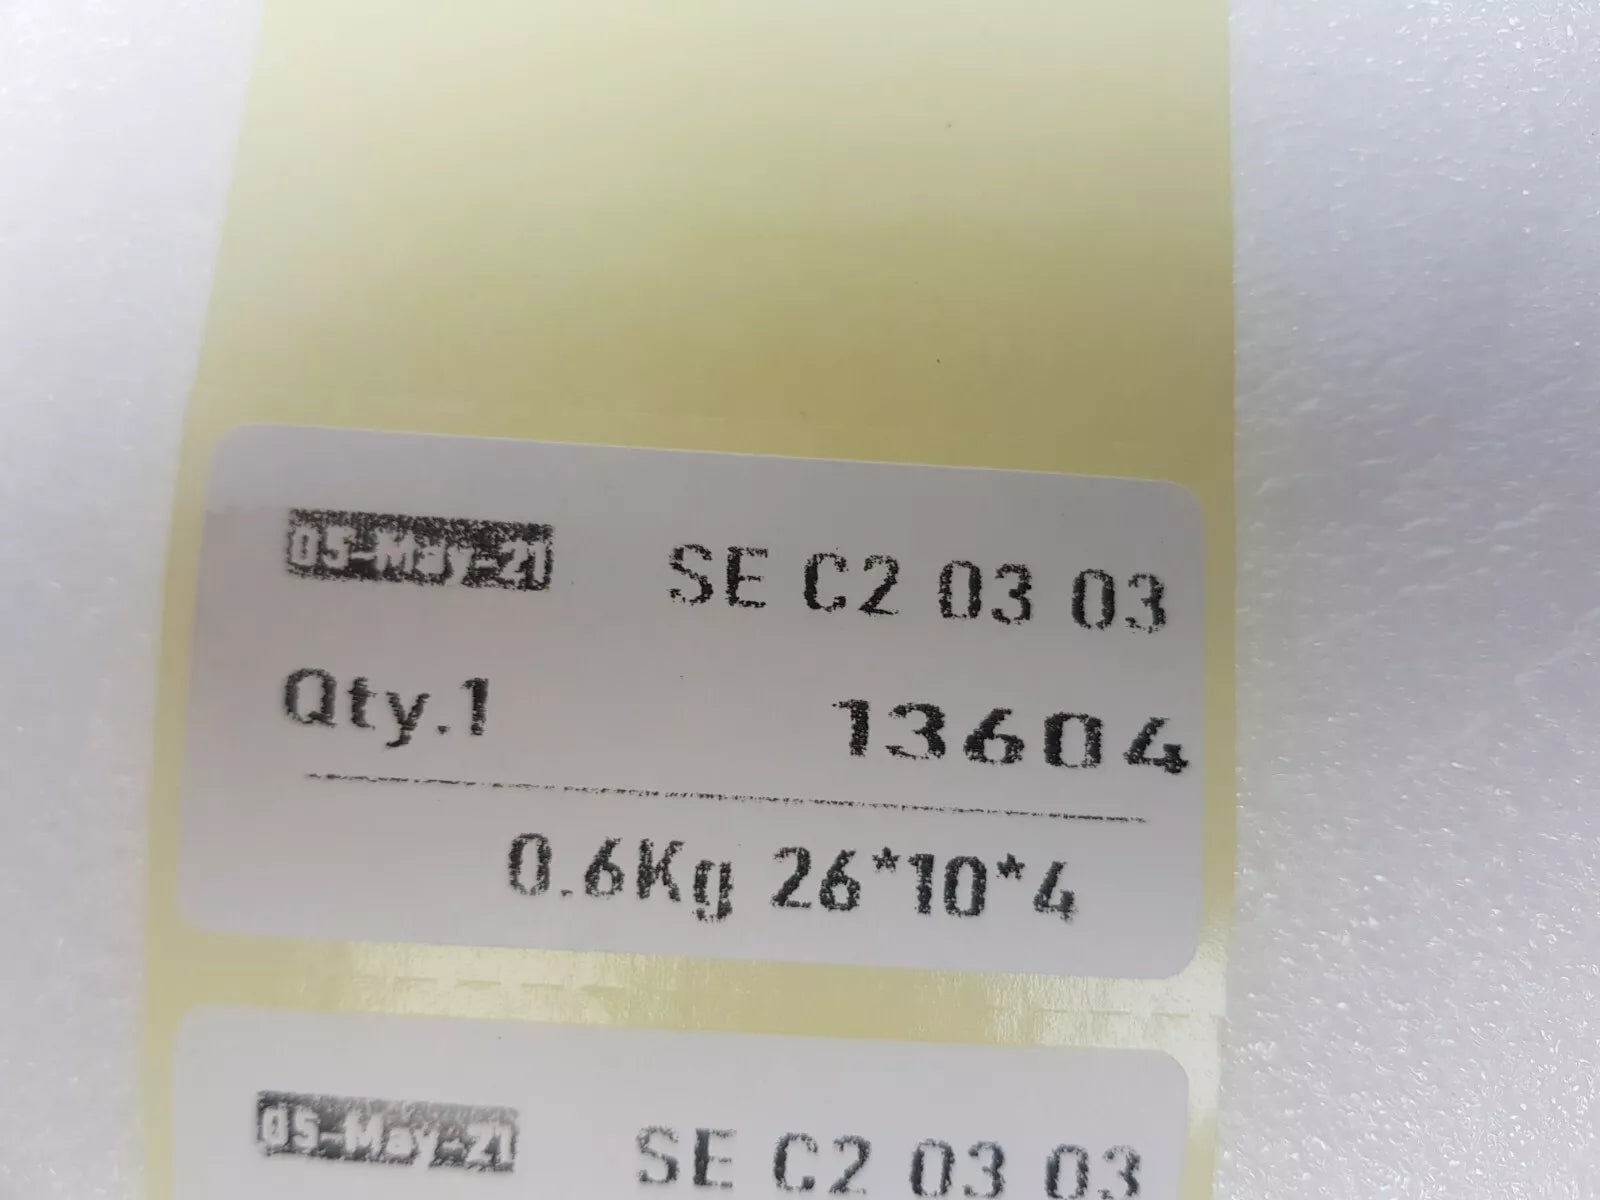 05-May-21 SE C2 03 03
Qty.1 13604
0.6Kg 26*10*4
05-May-21 SE C2 03 03